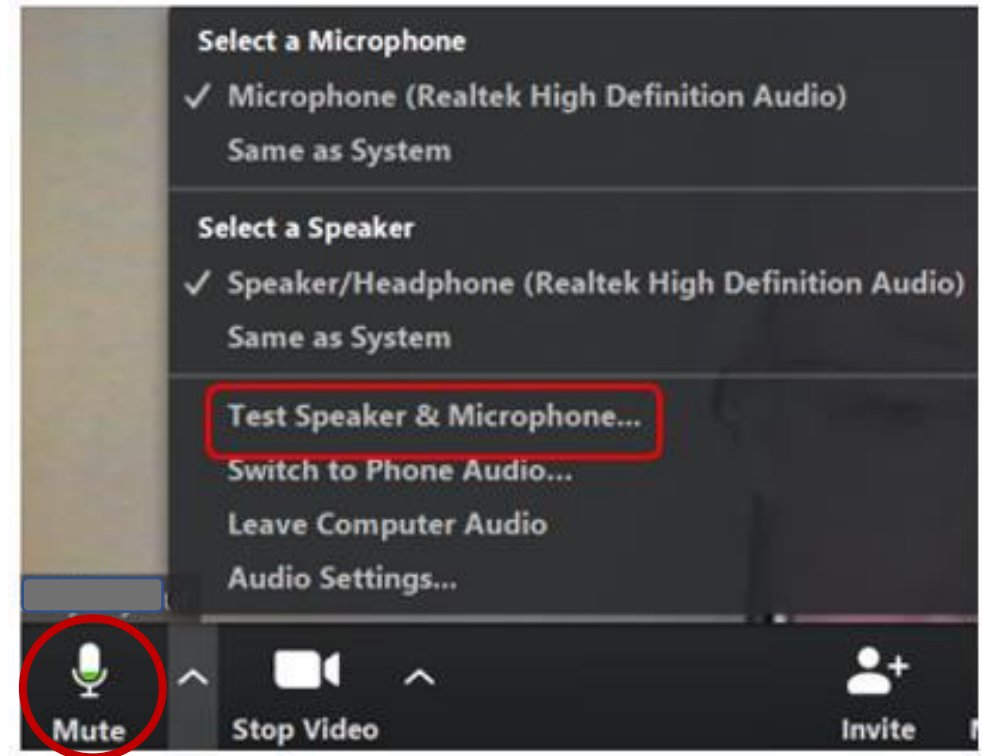 Select a Microphone
✓ Microphone (Realtek High Definition Audio)
Same as System
Select a Speaker
✓ Speaker/Headphone (Realtek High Definition Audio)
Same as System
Test Speaker & Microphone...
Switch to Phone Audio...
Leave Computer Audio
Audio Settings...
Mute
Stop Video
Invite